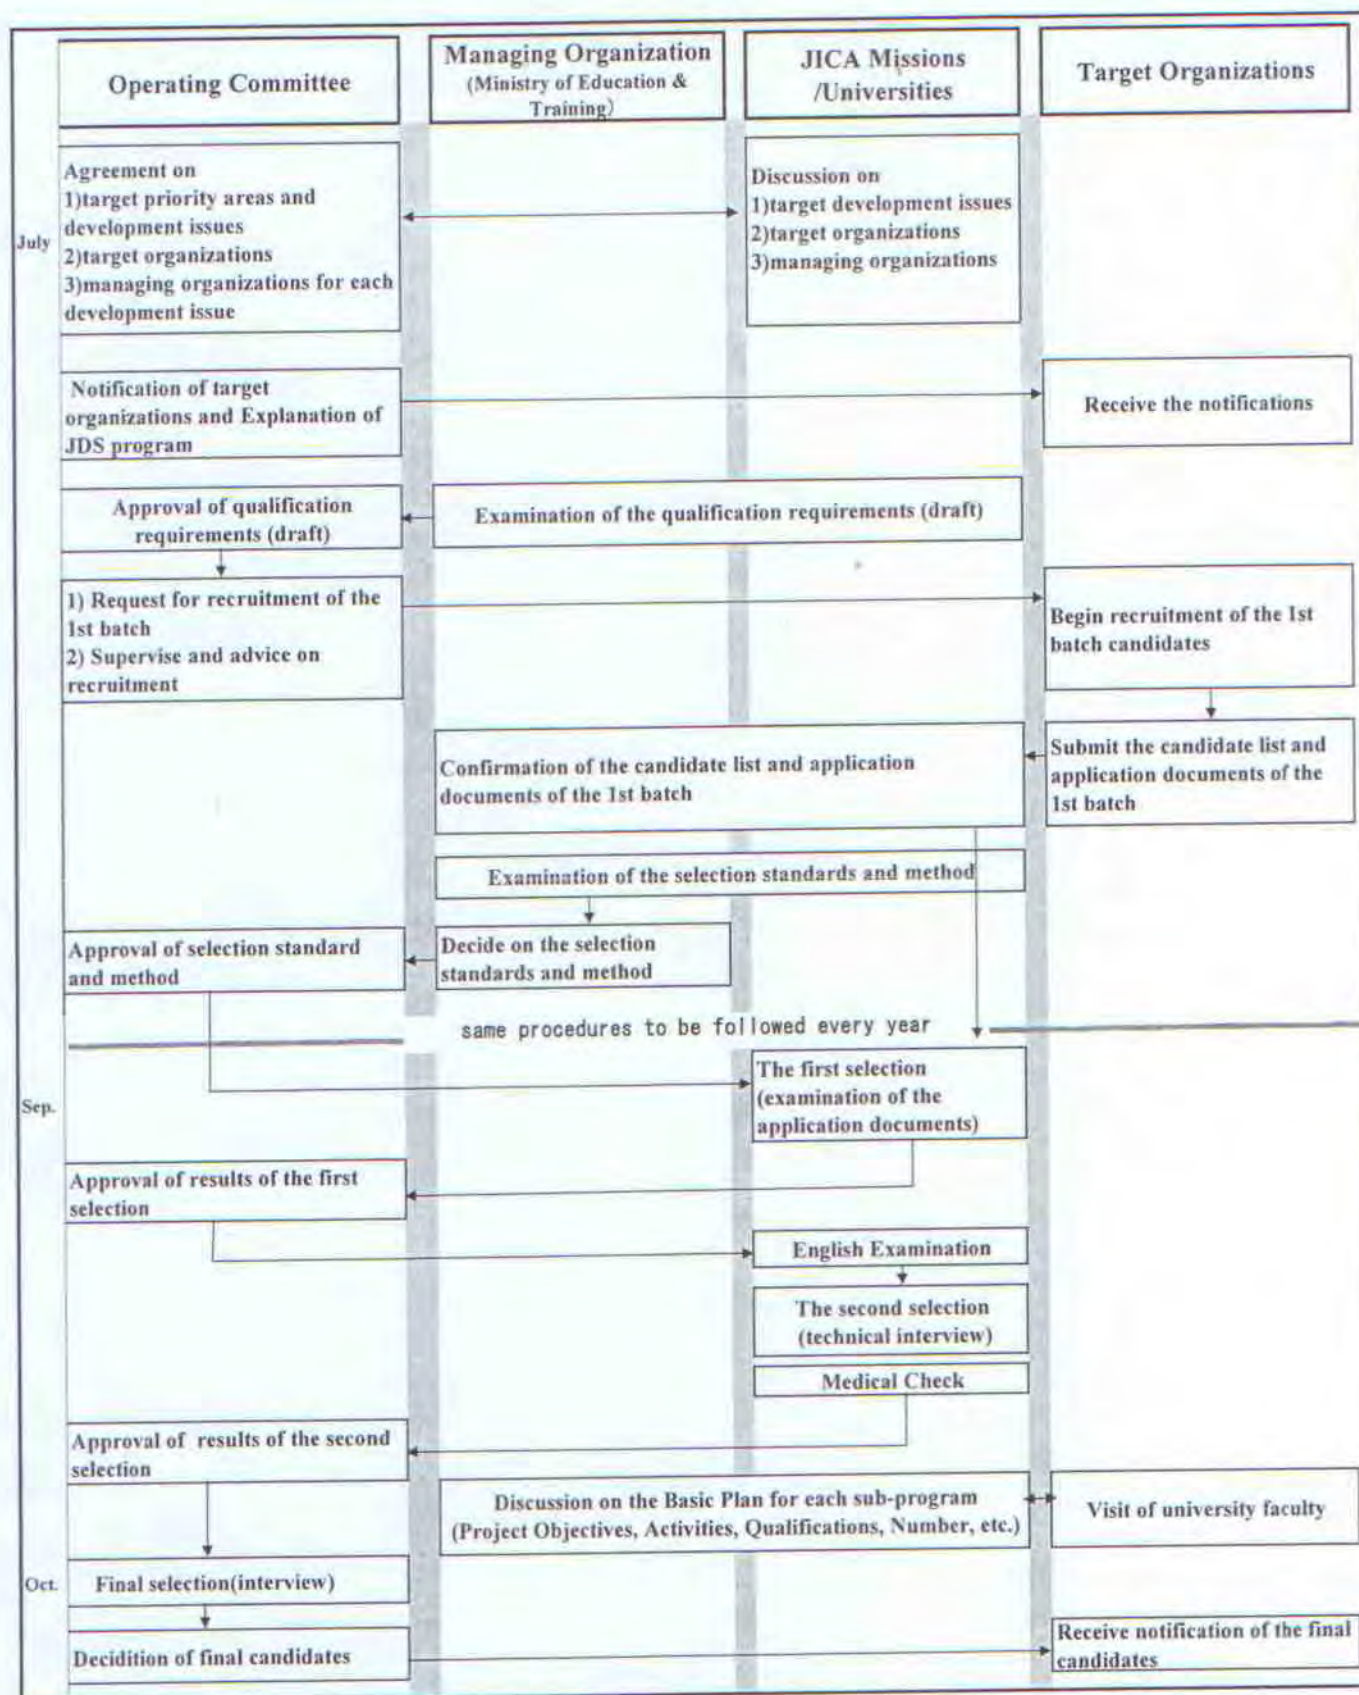 Operating Committee
Managing Organization
(Ministry of Education &
Training)
JICA Missions
/Universities
Target Organizations
July
Agreement on
1)target priority areas and
development issues
2)target organizations
3)managing organizations for each
development issue
Discussion on
1)target development issues
2)target organizations
3)managing organizations
Notification of target
organizations and Explanation of
JDS program
Receive the notifications
Approval of qualification
requirements (draft)
Examination of the qualification requirements (draft)
1) Request for recruitment of the
1st batch
2) Supervise and advice on
recruitment
Begin recruitment of the 1st
batch candidates
Confirmation of the candidate list and application
documents of the 1st batch
Submit the candidate list and
application documents of the
1st batch
Examination of the selection standards and method
Approval of selection standard
and method
Decide on the selection
standards and method
same procedures to be followed every year
Sep.
The first selection
(examination of the
application documents)
Approval of results of the first
selection
English Examination
The second selection
(technical interview)
Medical Check
Approval of results of the second
selection
Discussion on the Basic Plan for each sub-program
(Project Objectives, Activities, Qualifications, Number, etc.)
Visit of university faculty
Oct.
Final selection(interview)
Decidition of final candidates
Receive notification of the final
candidates